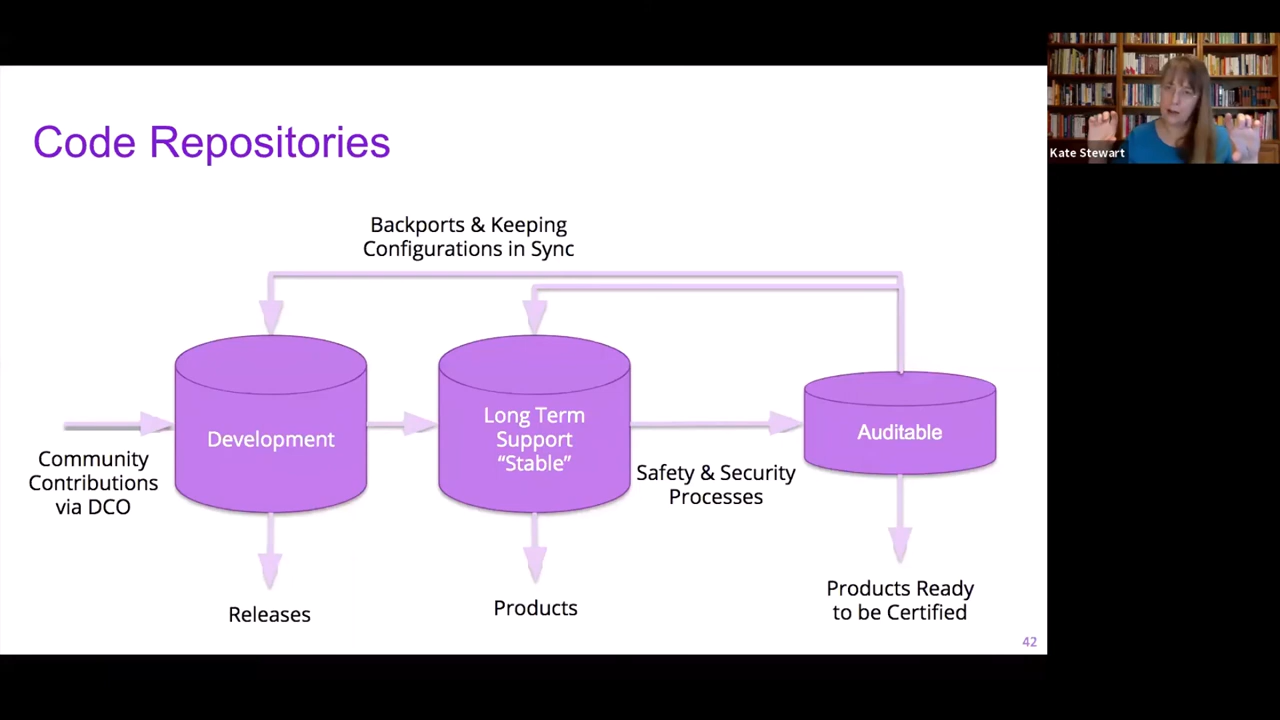 Code Repositories
Kate Stewart
Backports & Keeping
Configurations in Sync
Community
Contributions
via DCO
Development
Long Term
Support
“Stable”
Safety & Security
Processes
Auditable
Releases
Products
Products Ready
to be Certified
42